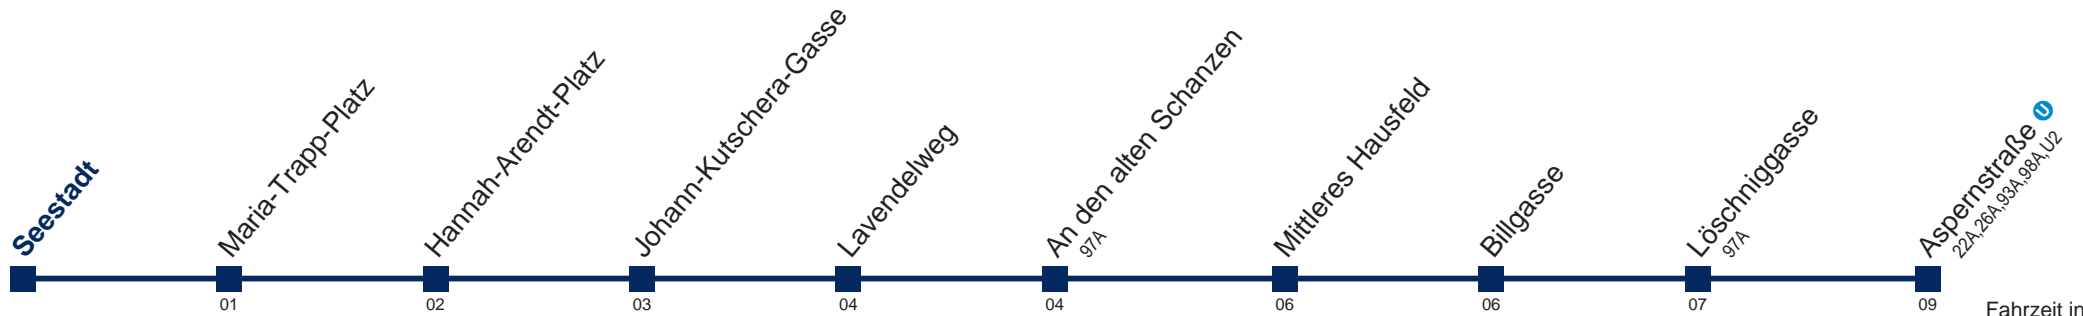 Seestadt
Maria-Trapp-Platz
01
Hannah-Arendt-Platz
02
Johann-Kutschera-Gasse
03
Lavendelweg
04
An den alten Schanzen
97A
04
Mittleres Hausfeld
06
Billgasse
06
Löschniggasse
97A
07
Aspernstraße U
22A,26A,93A,98A,U2
09
Fahrzeit in